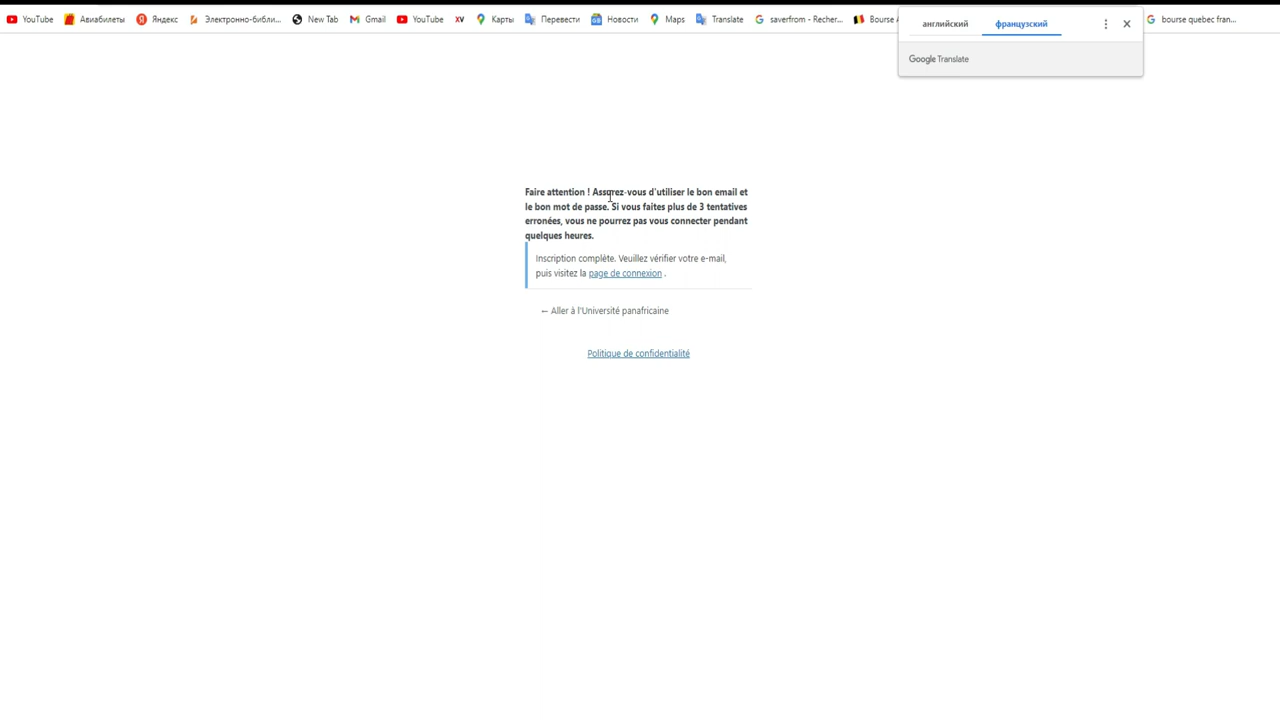 YouTube Авиабилеты Яндекс Электронно-библи... New Tab Gmail YouTube XV Карты Перевести Новости Maps Translate saverfrom - Recher... Bourse bourse quebec fran...
английский французский
Google Translate
Faire attention ! Assurez-vous d'utiliser le bon email et
le bon mot de passe. Si vous faites plus de 3 tentatives
erronées, vous ne pourrez pas vous connecter pendant
quelques heures.
Inscription complète. Veuillez vérifier votre e-mail,
puis visitez la page de connexion .
← Aller à l'Université panafricaine
Politique de confidentialité